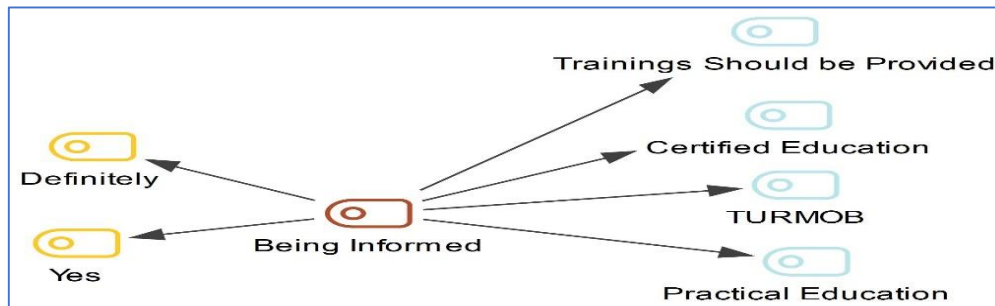 Trainings Should be Provided
Certified Education
Definitely
TURMOB
Being Informed
Yes
Practical Education